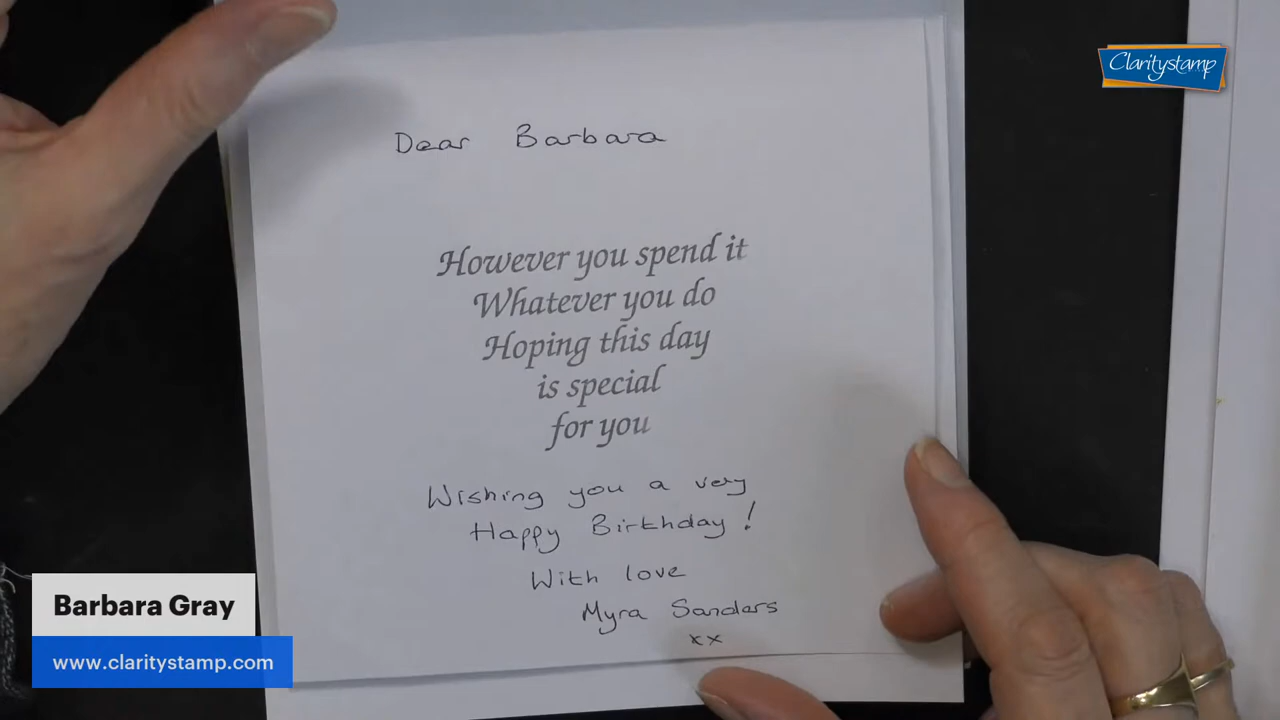 Claritystamp
Dear Barbara
However you spend it
Whatever you do
Hoping this day
is special
for you
Wishing you a very
Happy Birthday!
With love
Myra Sanders
xx
Barbara Gray
www.claritystamp.com